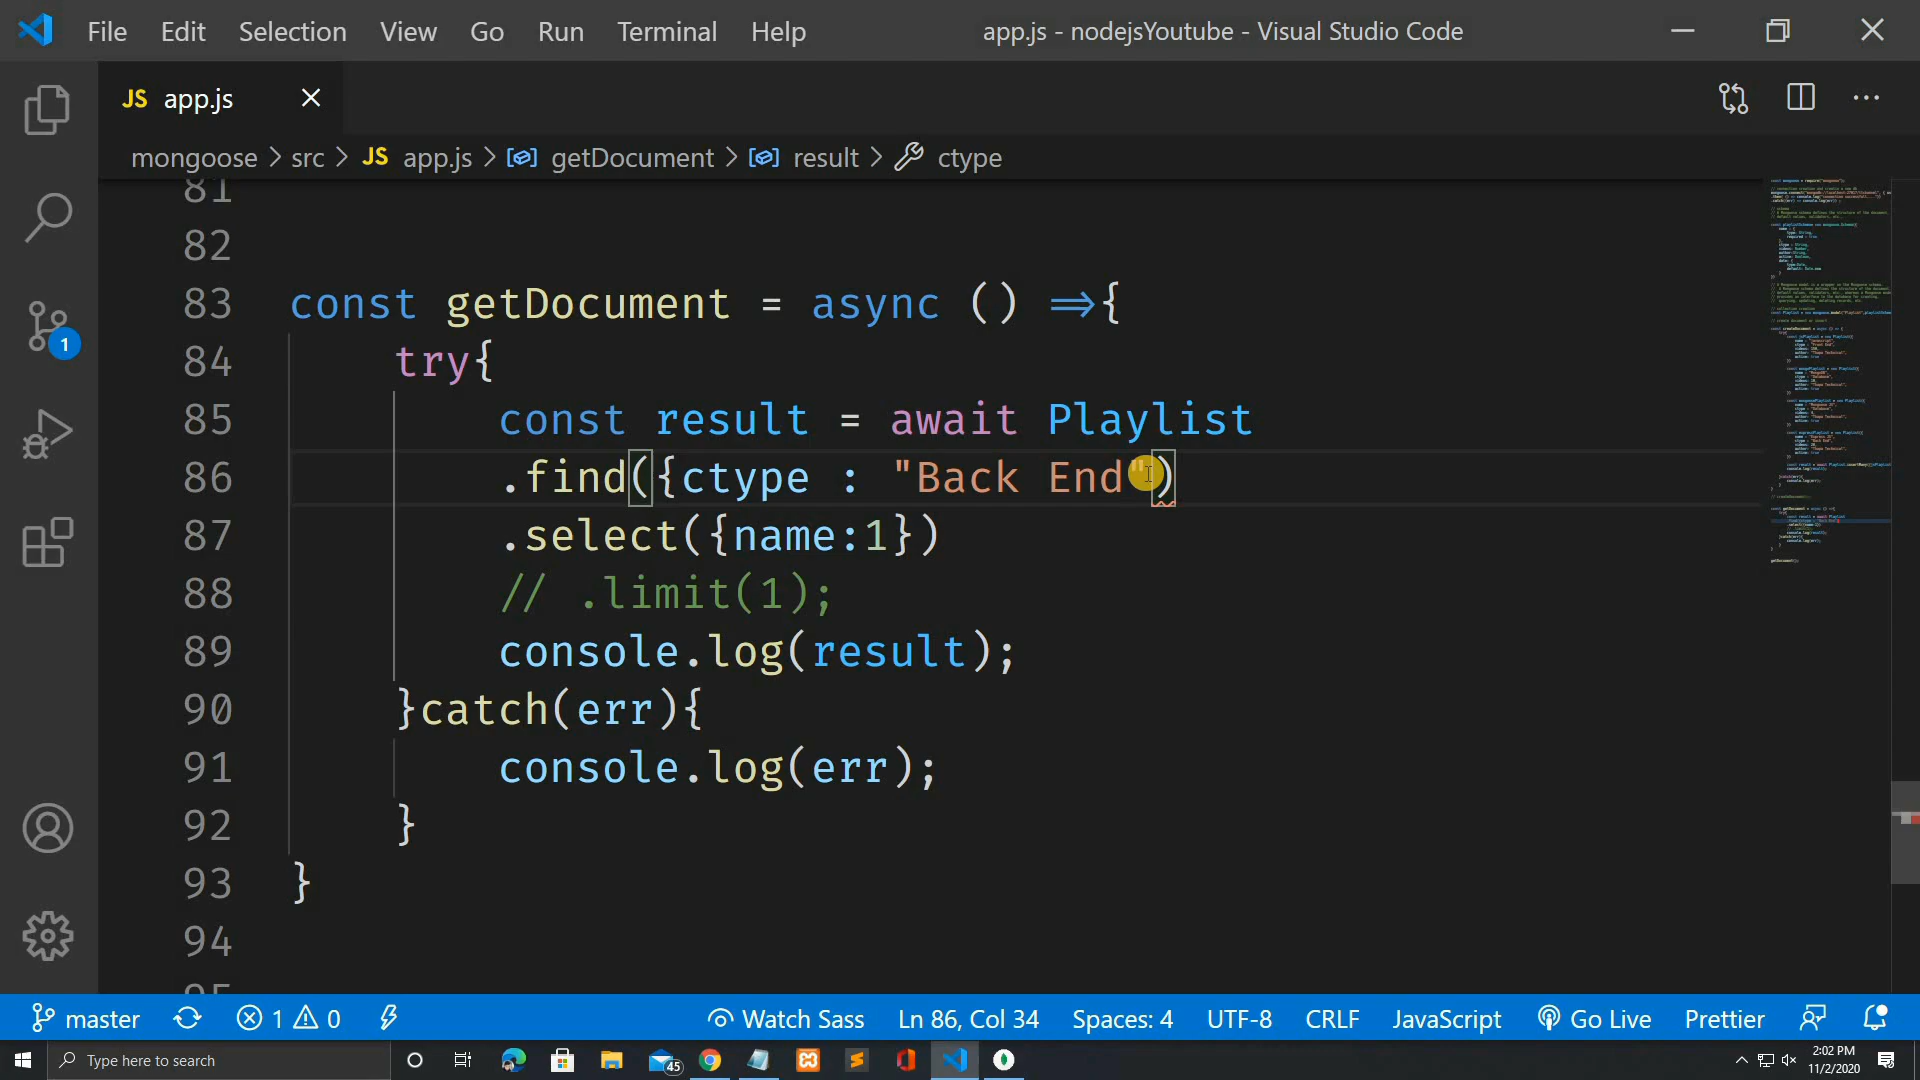 File Edit Selection View Go Run Terminal Help app.js - nodejsYoutube - Visual Studio Code
JS app.js
mongoose > src > JS app.js > getDocument > result > ctype
81
82
83 const getDocument = async () =>{
84 try{
85 const result = await Playlist
86 .find({ctype : "Back End")
87 .select({name:1})
88 // .limit(1);
89 console.log(result);
90 }catch(err){
91 console.log(err);
92 }
93 }
94
95
1
master 1 0 Watch Sass Ln 86, Col 34 Spaces: 4 UTF-8 CRLF JavaScript Go Live Prettier
Type here to search 45 2:02 PM
11/2/2020